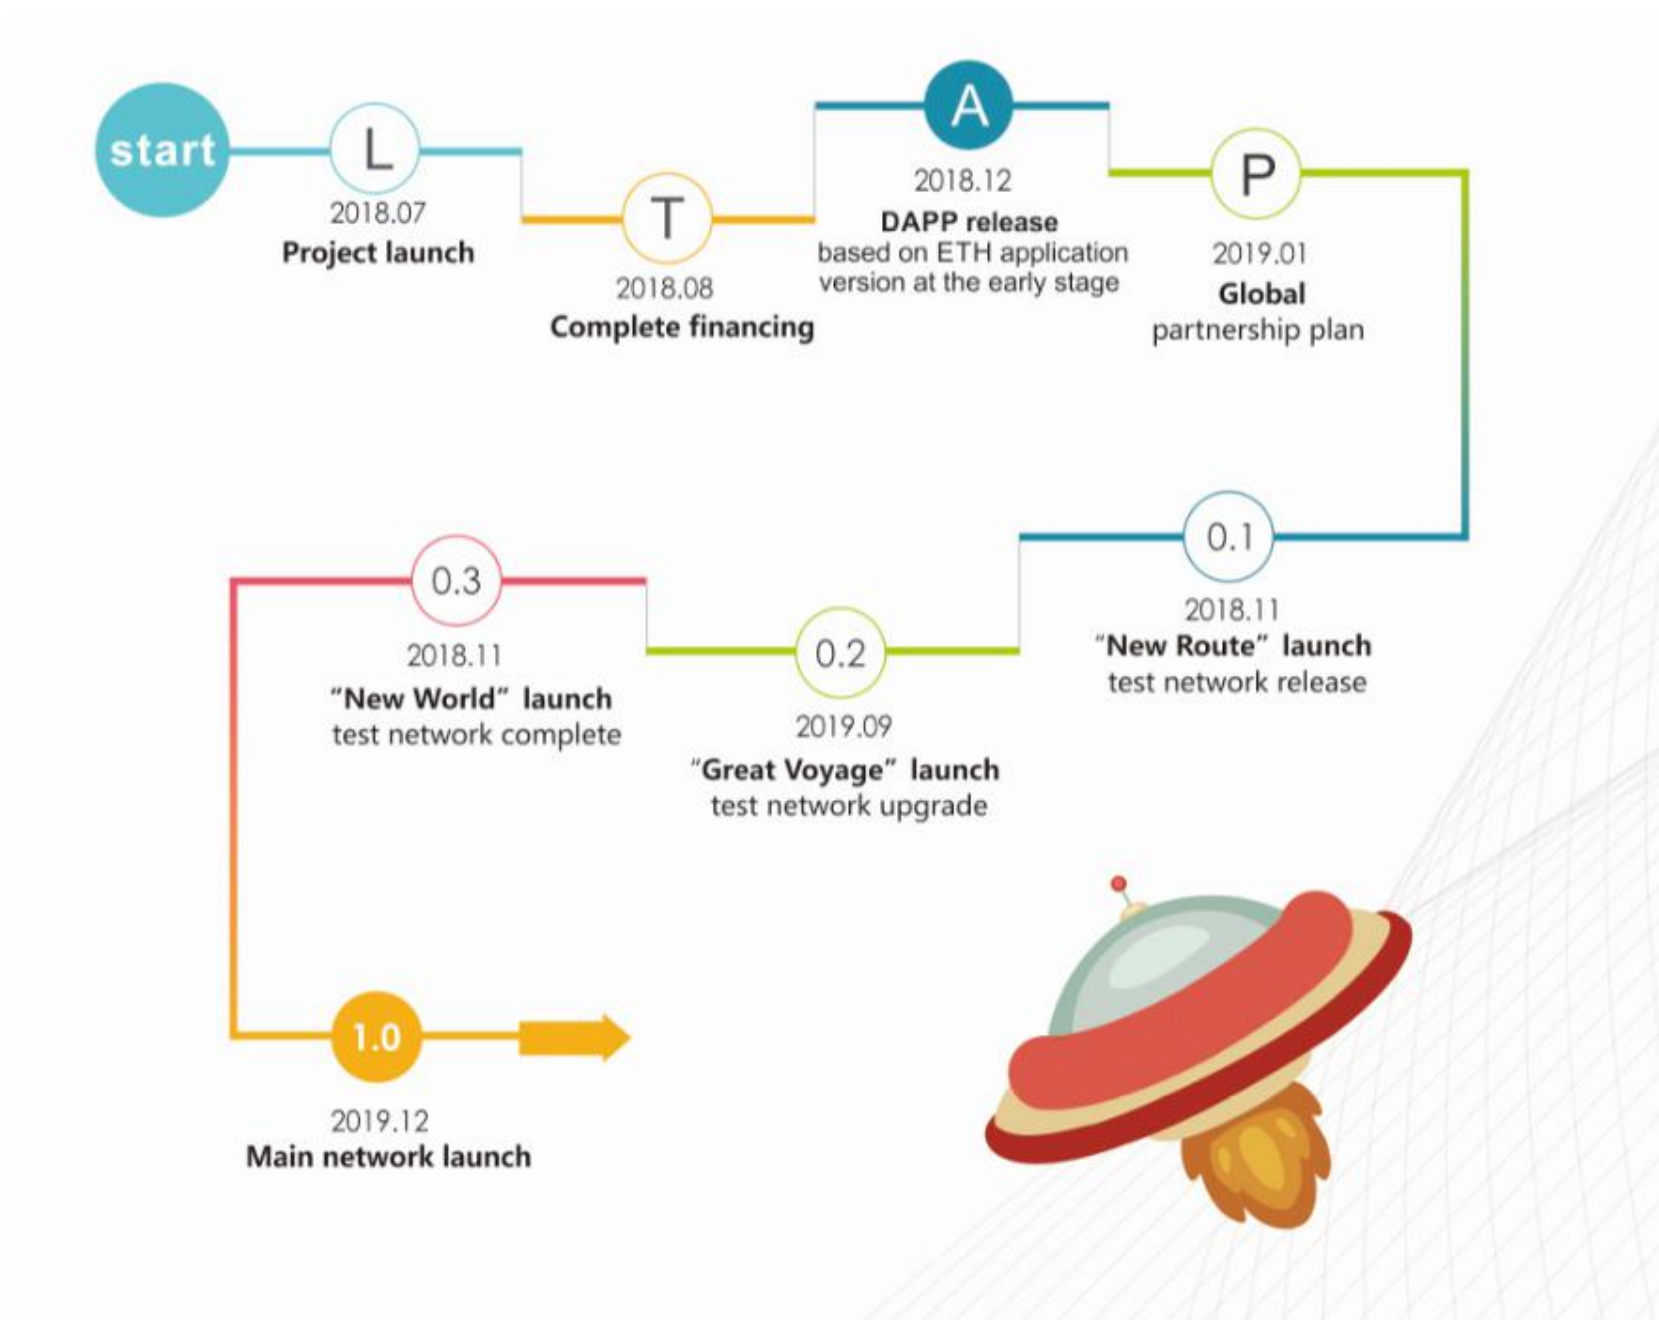 start
L
2018.07
Project launch
T
2018.08
Complete financing
A
2018.12
DAPP release
based on ETH application
version at the early stage
P
2019.01
Global
partnership plan
0.1
2018.11
“New Route” launch
test network release
0.2
2019.09
“Great Voyage” launch
test network upgrade
0.3
2018.11
“New World” launch
test network complete
1.0
2019.12
Main network launch